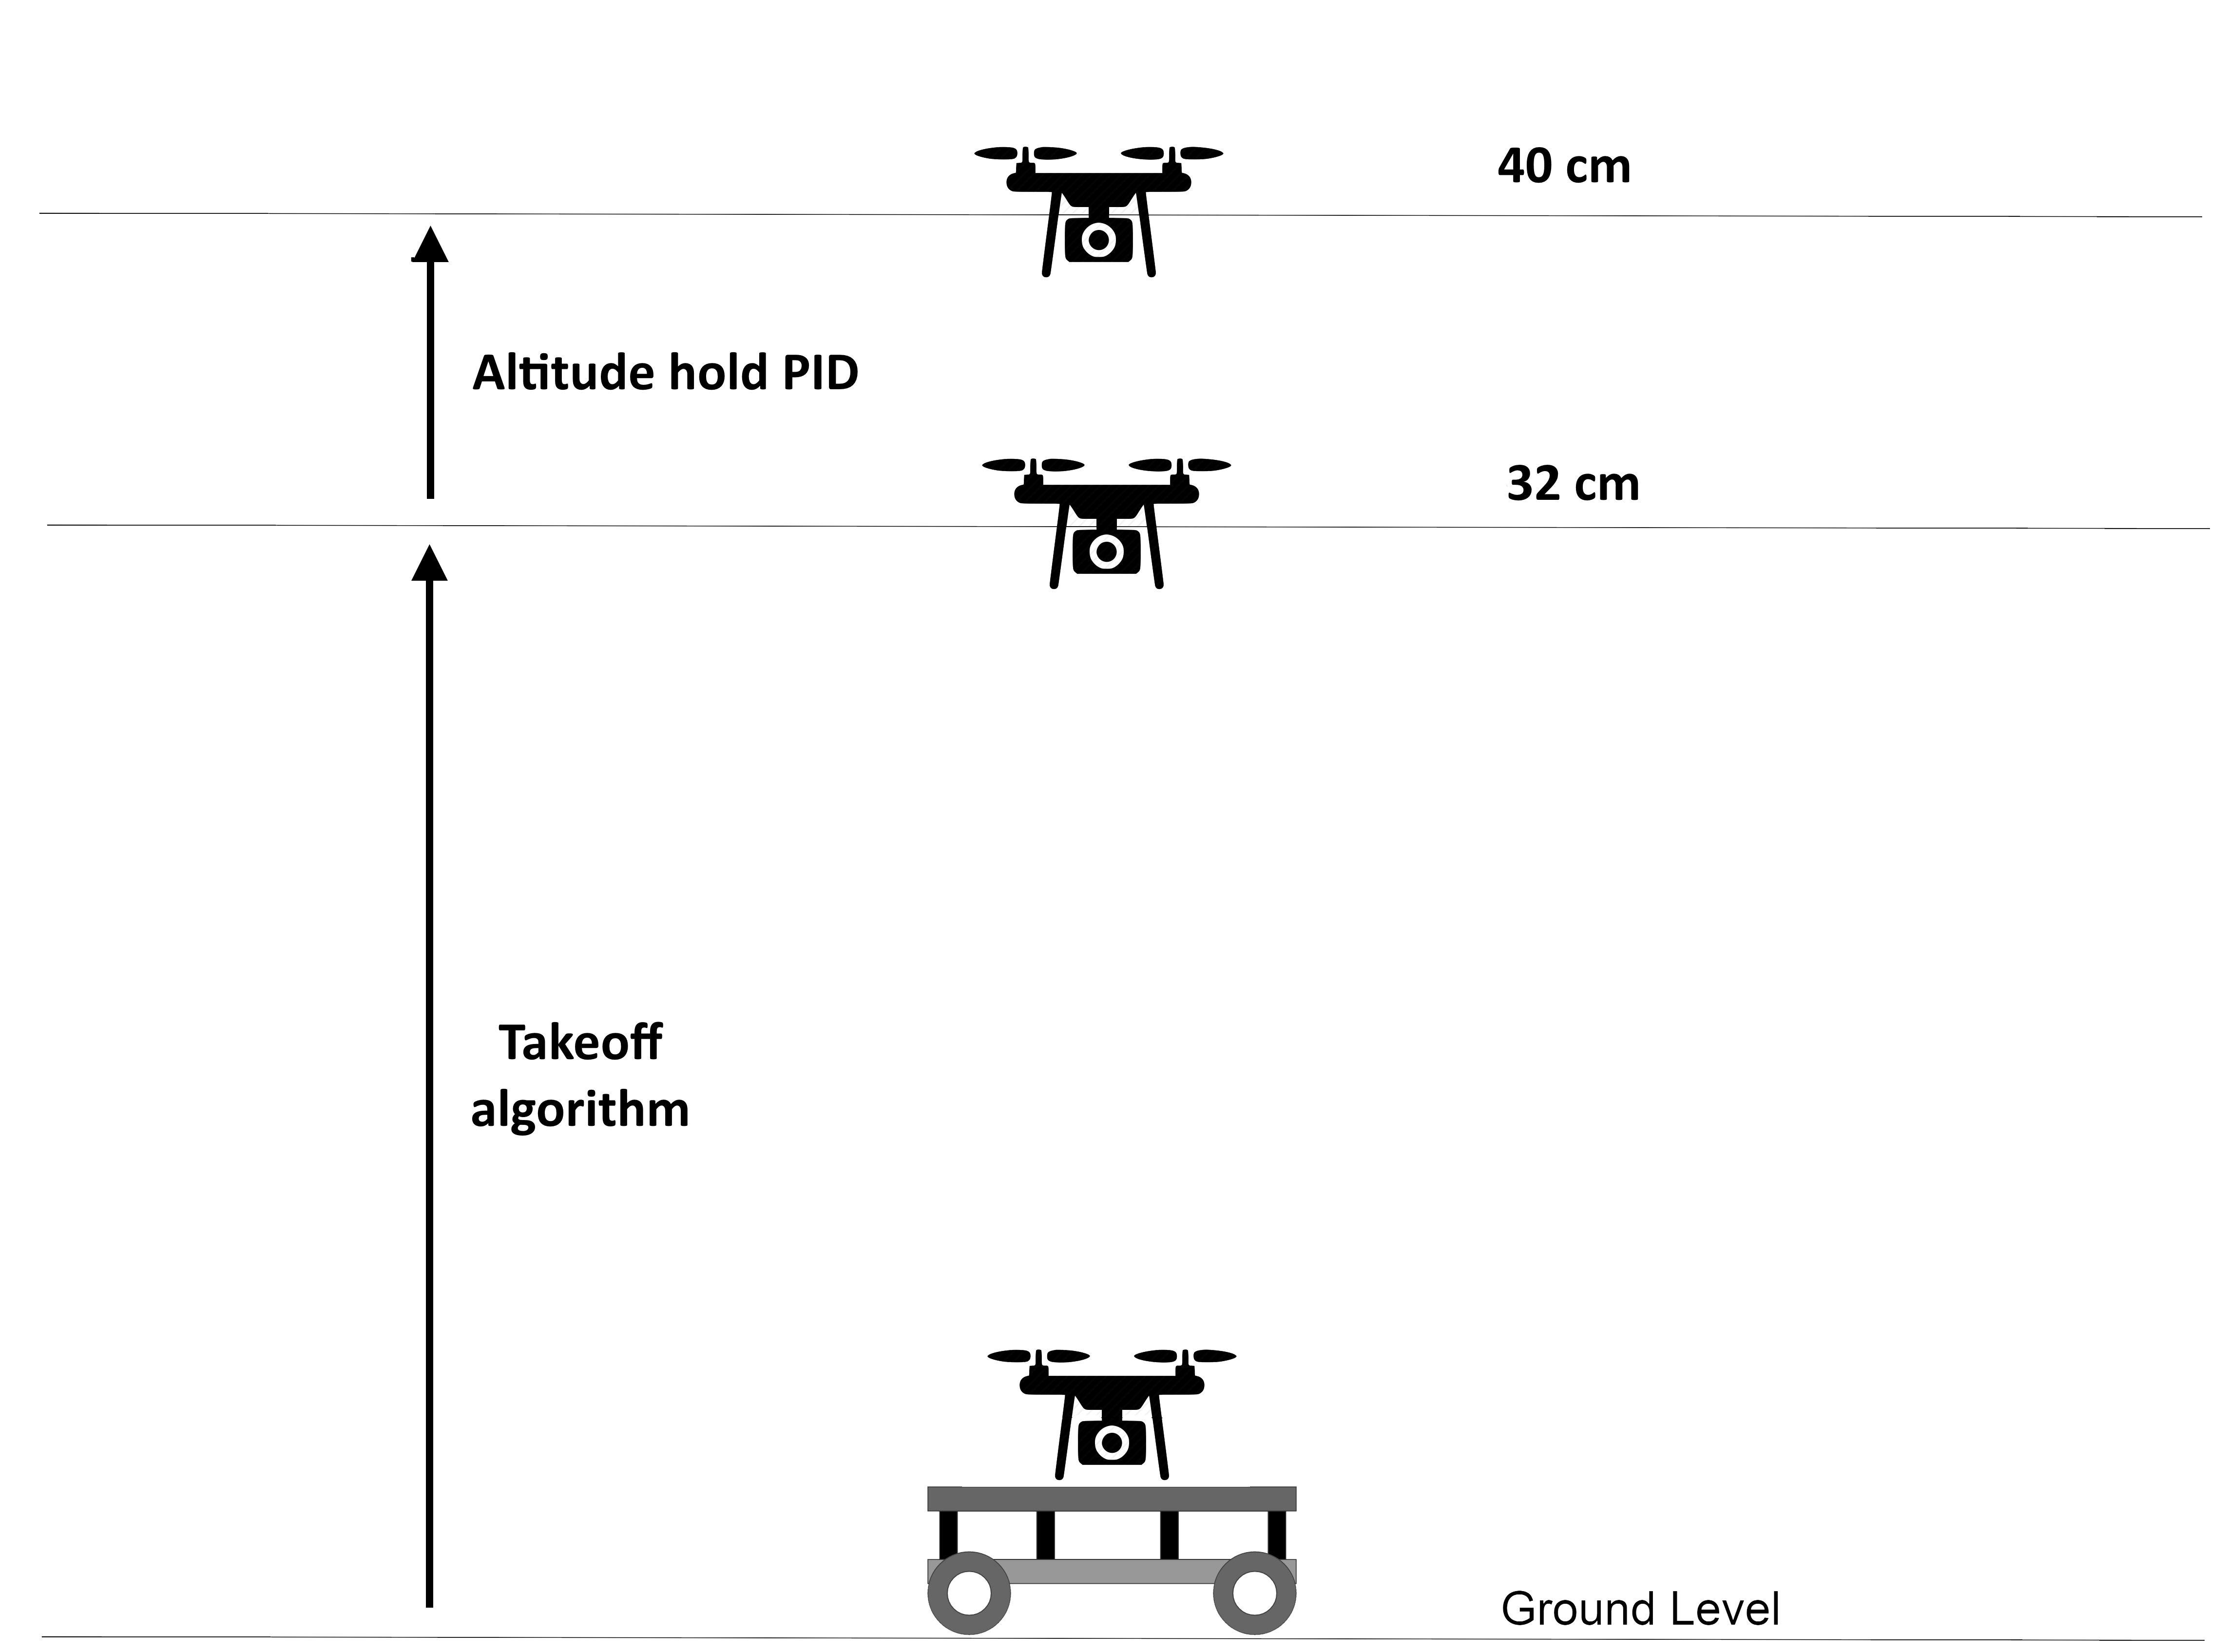 40 cm
Altitude hold PID
32 cm
Takeoff
algorithm
Ground Level